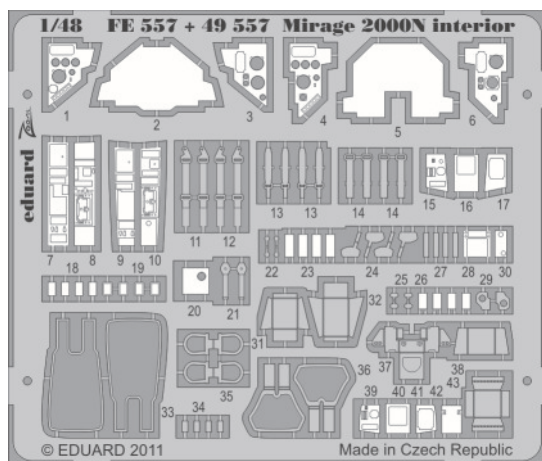 1/48 FE 557 + 49 557 Mirage 2000N interior
1 2 3 4 5 6
eduard
Zoom
7 8 9 10 11 12 13 13 14 14 15 16 17
18 19 20 21 22 23 24 27 28 30
25 26 29
31 32
33 34 35 36 37 38
39 40 41 42 43
© EDUARD 2011 Made in Czech Republic